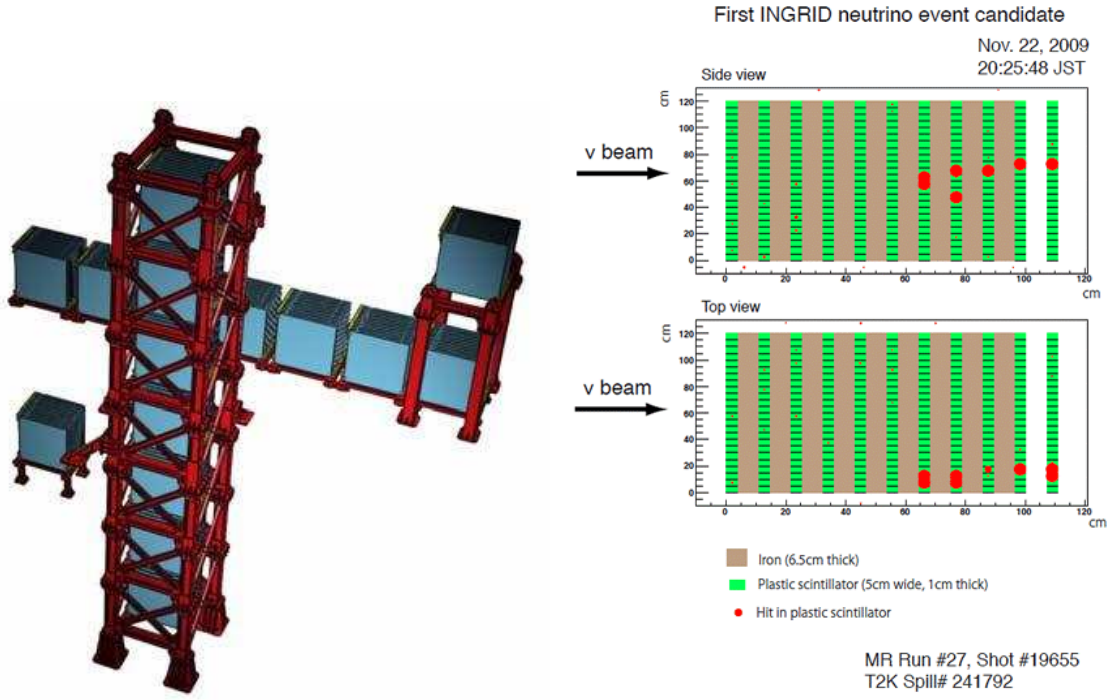 First INGRID neutrino event candidate
Nov. 22, 2009
20:25:48 JST
Side view
cm
120
100
80
60
40
20
0
ν beam
0 20 40 60 80 100 120
cm
Top view
cm
120
100
80
60
40
20
0
ν beam
0 20 40 60 80 100 120
cm
Iron (6.5cm thick)
Plastic scintillator (5cm wide, 1cm thick)
Hit in plastic scintillator
MR Run #27, Shot #19655
T2K Spill# 241792